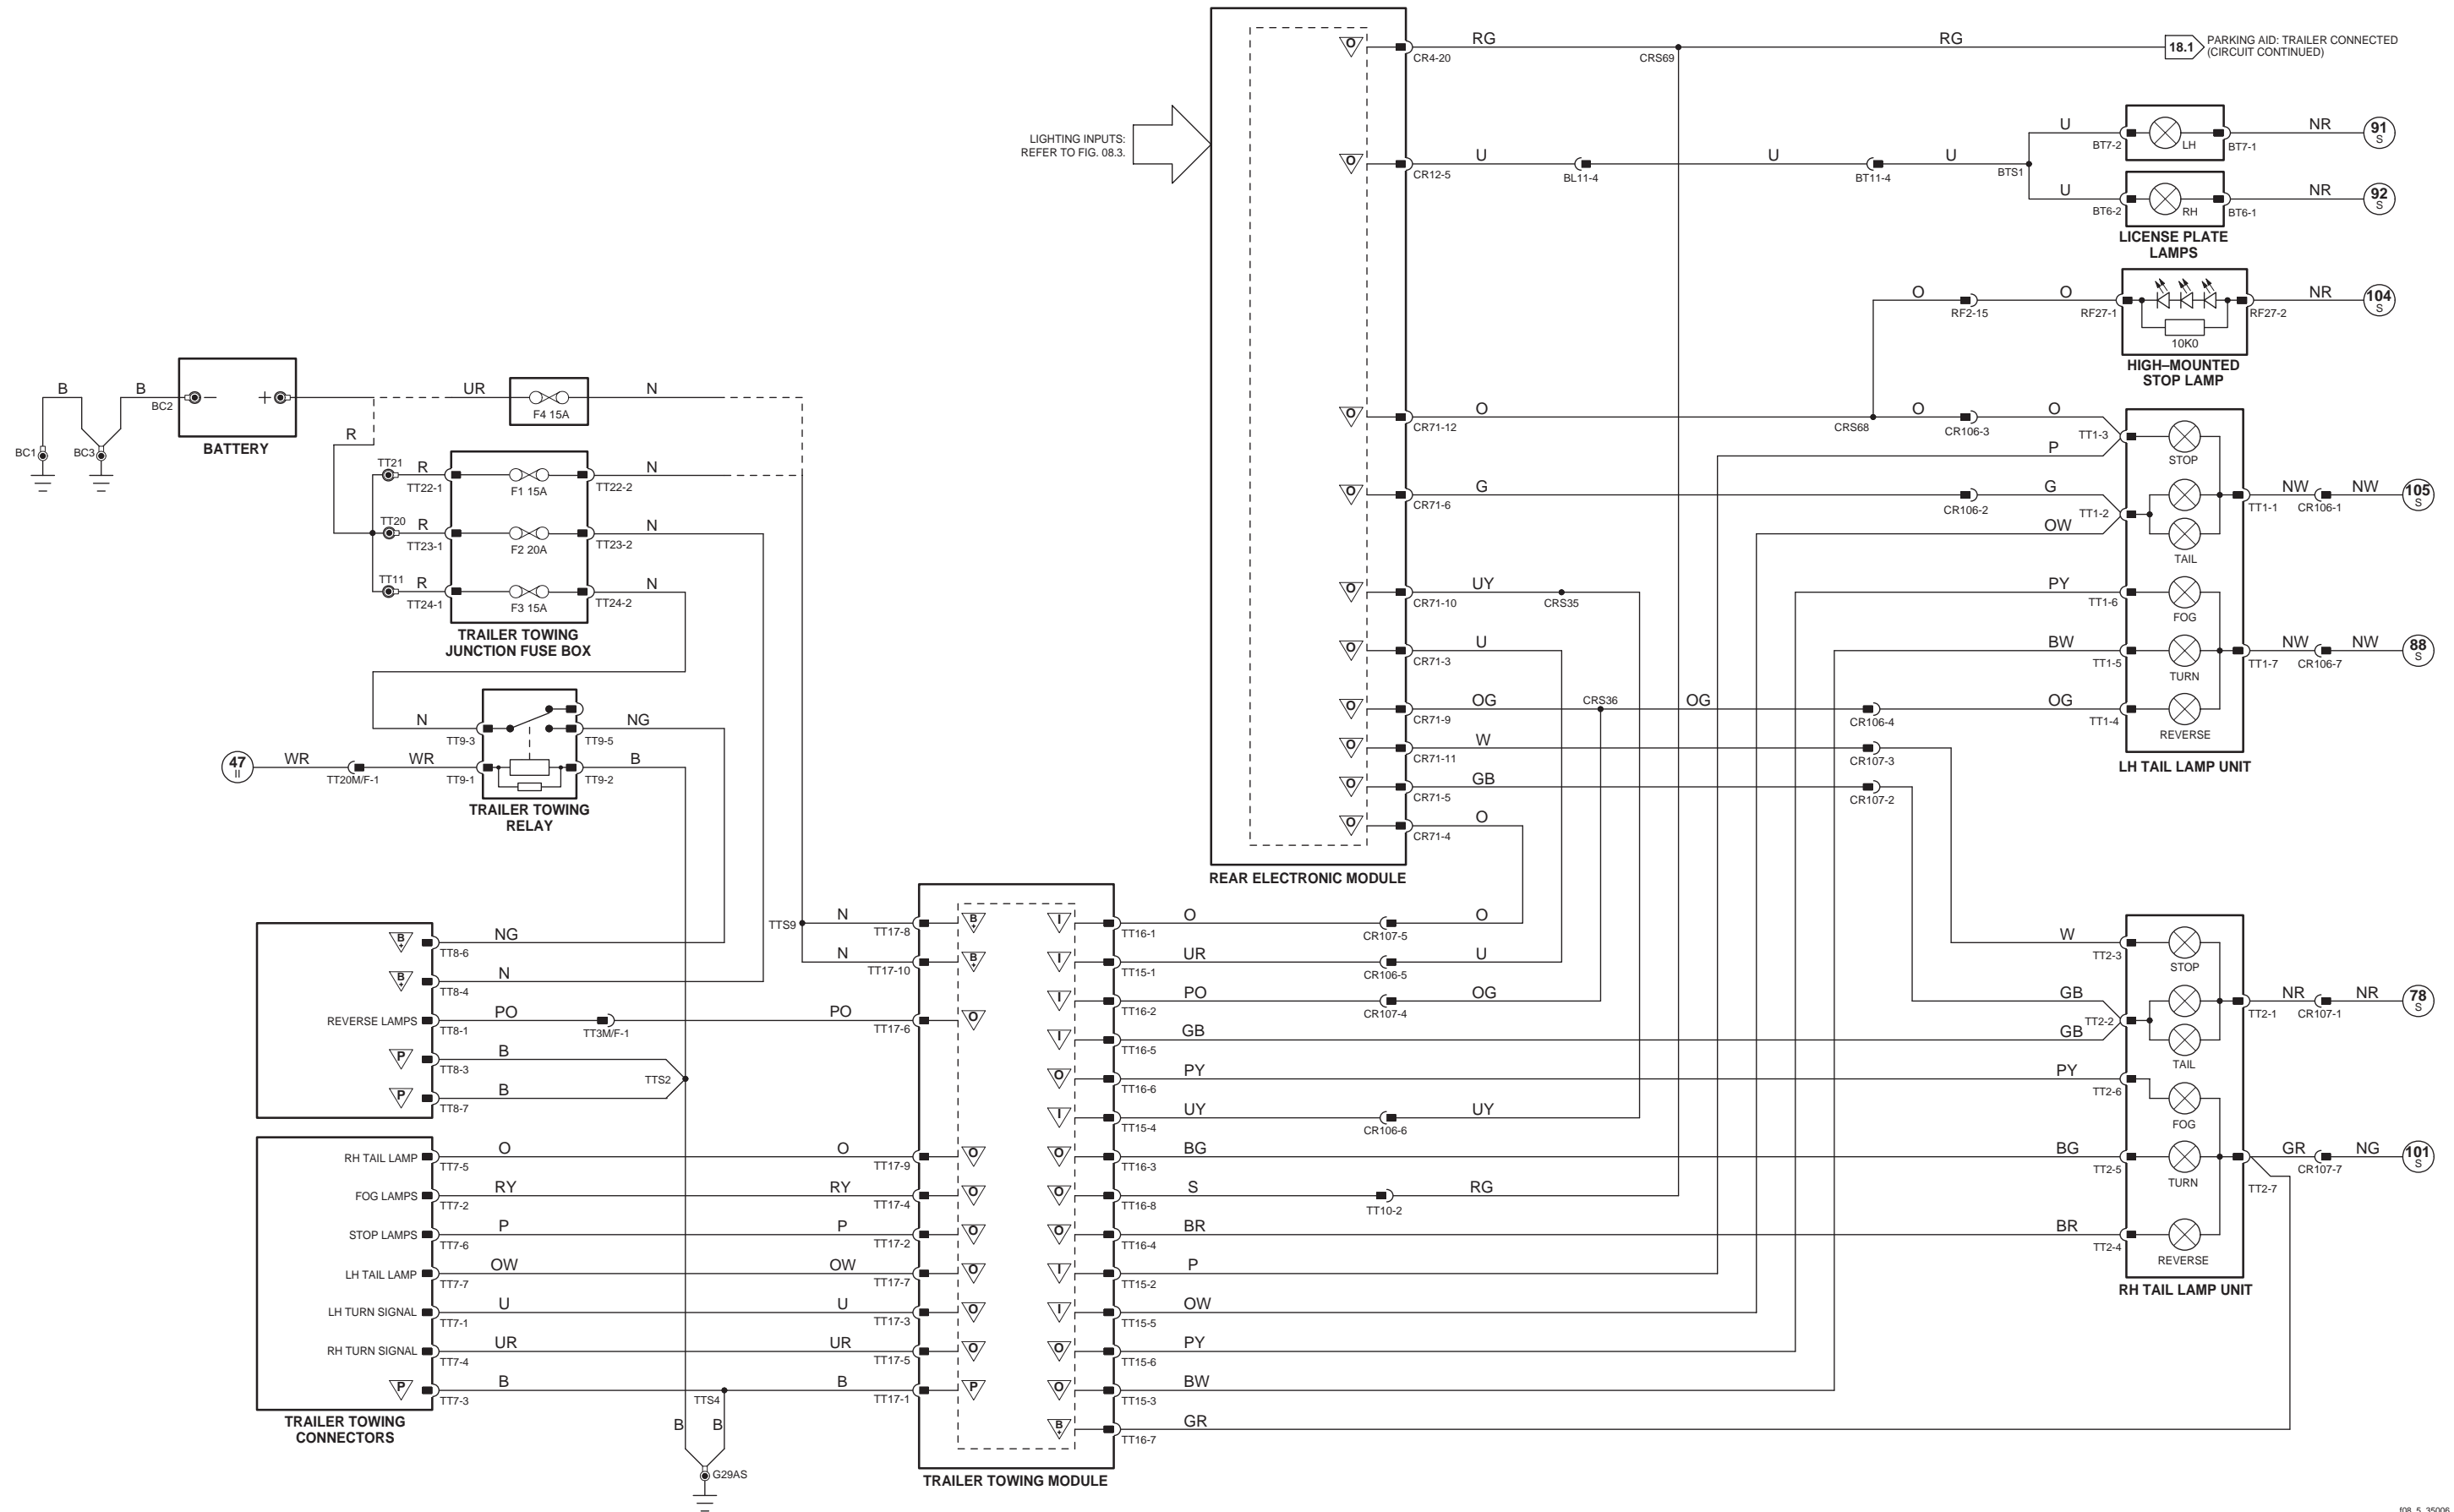 RG
RG
18.1
PARKING AID: TRAILER CONNECTED
(CIRCUIT CONTINUED)
CR4-20
CRS69
LIGHTING INPUTS:
REFER TO FIG. 08.3.
U
NR
91
S
BT7-2
LH
BT7-1
U
U
U
CR12-5
BL11-4
BT11-4
BTS1
U
NR
92
S
BT6-2
RH
BT6-1
LICENSE PLATE
LAMPS
O
O
NR
104
S
RF2-15
RF27-1
RF27-2
10K0
HIGH–MOUNTED
STOP LAMP
B
B
BC2
BATTERY
UR
N
F4 15A
BC1
BC3
R
O
O
O
CR71-12
CRS68
CR106-3
TT1-3
STOP
P
TT21
R
N
TT22-1
F1 15A
TT22-2
G
G
CR71-6
CR106-2
TT1-2
OW
TAIL
NW
NW
105
S
TT1-1
CR106-1
TT20
R
N
TT23-1
F2 20A
TT23-2
TT11
R
N
TT24-1
F3 15A
TT24-2
TRAILER TOWING
JUNCTION FUSE BOX
UY
CR71-10
CRS35
PY
TT1-6
FOG
U
CR71-3
BW
TT1-5
TURN
NW
NW
88
S
TT1-7
CR106-7
OG
CRS36
OG
OG
CR71-9
CR106-4
TT1-4
REVERSE
N
NG
TT9-3
TT9-5
W
CR71-11
CR107-3
47
II
WR
WR
B
TT20M/F-1
TT9-1
TT9-2
LH TAIL LAMP UNIT
GB
CR71-5
CR107-2
TRAILER TOWING
RELAY
O
CR71-4
REAR ELECTRONIC MODULE
TTS9
N
TT17-8
B+
I
O
O
TT16-1
CR107-5
NG
B+
TT8-6
W
TT2-3
STOP
N
TT17-10
B+
I
UR
U
TT15-1
CR106-5
N
B+
TT8-4
PO
OG
I
TT16-2
CR107-4
GB
TT2-2
NR
NR
78
S
TT2-1
CR107-1
REVERSE LAMPS
PO
PO
TT8-1
TT3M/F-1
TT17-6
O
GB
GB
I
TT16-5
TAIL
P
B
TT8-3
TTS2
P
B
TT8-7
O
PY
PY
TT16-6
TT2-6
FOG
I
UY
UY
TT15-4
CR106-6
RH TAIL LAMP
O
O
TT7-5
TT17-9
O
O
BG
BG
TT16-3
TT2-5
TURN
TT2-7
GR
NG
101
S
CR107-7
FOG LAMPS
RY
RY
TT7-2
TT17-4
O
O
S
RG
TT16-8
TT10-2
STOP LAMPS
P
P
TT7-6
TT17-2
O
O
BR
BR
TT16-4
TT2-4
REVERSE
LH TAIL LAMP
OW
OW
TT7-7
TT17-7
O
I
P
TT15-2
RH TAIL LAMP UNIT
LH TURN SIGNAL
U
U
TT7-1
TT17-3
O
I
OW
TT15-5
RH TURN SIGNAL
UR
UR
TT7-4
TT17-5
O
O
PY
TT15-6
P
B
B
TT7-3
TTS4
TT17-1
P
O
BW
TT15-3
TRAILER TOWING
CONNECTORS
B
B
B+
GR
TT16-7
G29AS
TRAILER TOWING MODULE
f08_5_35006